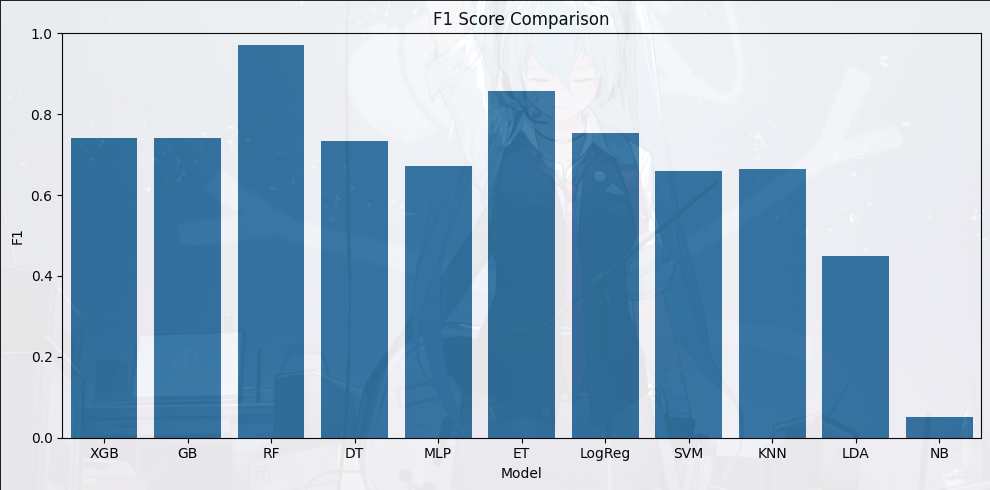 F1 Score Comparison
1.0
0.8
0.6
0.4
0.2
0.0
F1
XGB GB RF DT MLP ET LogReg SVM KNN LDA NB
Model